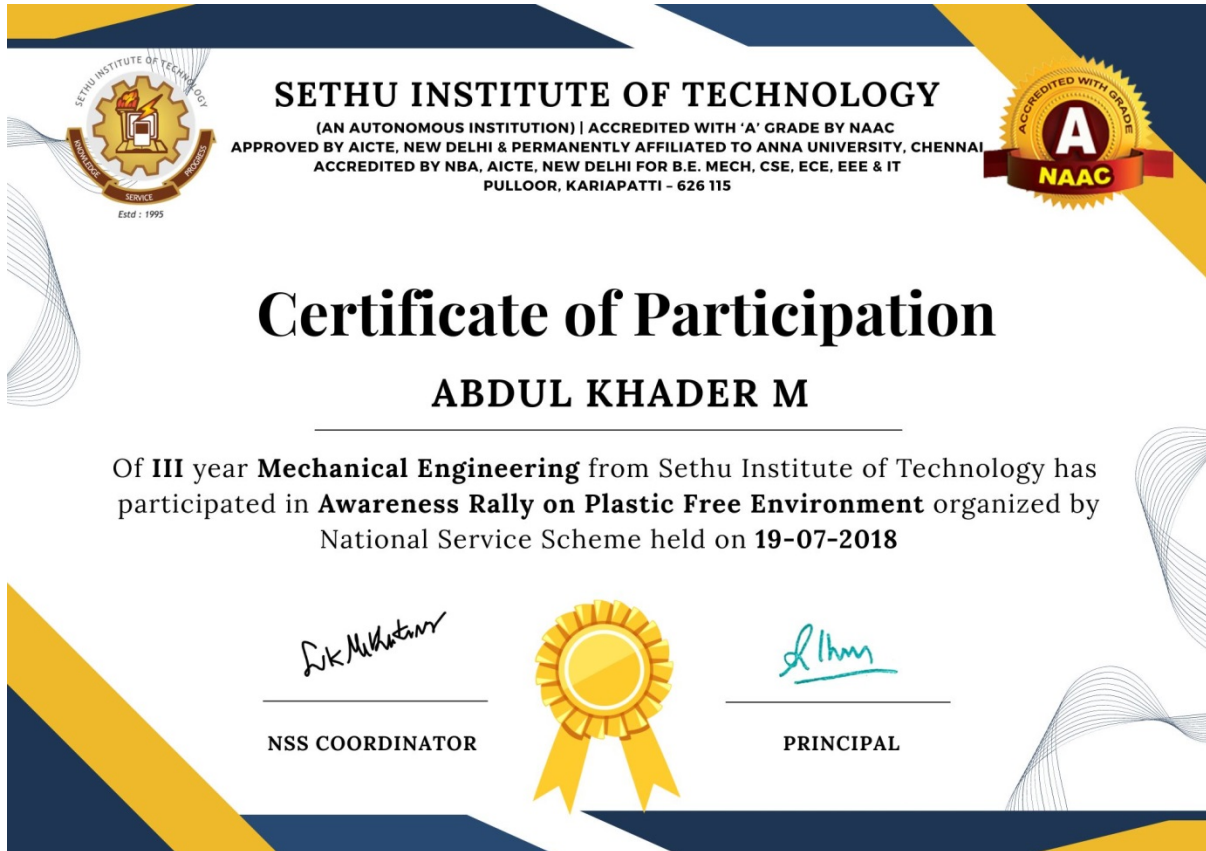 SETHU INSTITUTE OF TECHNOLOGY
KNOWLEDGE
SERVICE
PROGRESS
Estd : 1995
SETHU INSTITUTE OF TECHNOLOGY
(AN AUTONOMOUS INSTITUTION) | ACCREDITED WITH ‘A’ GRADE BY NAAC
APPROVED BY AICTE, NEW DELHI & PERMANENTLY AFFILIATED TO ANNA UNIVERSITY, CHENNAI
ACCREDITED BY NBA, AICTE, NEW DELHI FOR B.E. MECH, CSE, ECE, EEE & IT
PULLOOR, KARIAPATTI – 626 115
ACCREDITED WITH GRADE
A
NAAC
Certificate of Participation
ABDUL KHADER M
Of III year Mechanical Engineering from Sethu Institute of Technology has
participated in Awareness Rally on Plastic Free Environment organized by
National Service Scheme held on 19-07-2018
NSS COORDINATOR
PRINCIPAL